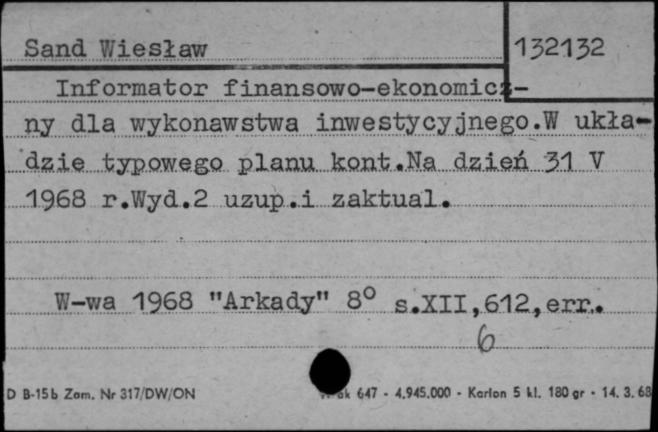 Sand Wiesław 132132
Informator finansowo-ekonomicz-
ny dla wykonawstwa inwestycyjnego.W ukła-
dzie typowego planu kont.Na dzień 31 V
1968 r.Wyd.2 uzup.i zaktual.
W-wa 1968 "Arkady" 8° s.XII,612,err.
6
D B-15b Zam. Nr 317/DW/ON 647 - 4.945.000 - Karton 5 kl. 180 gr - 14. 3. 68